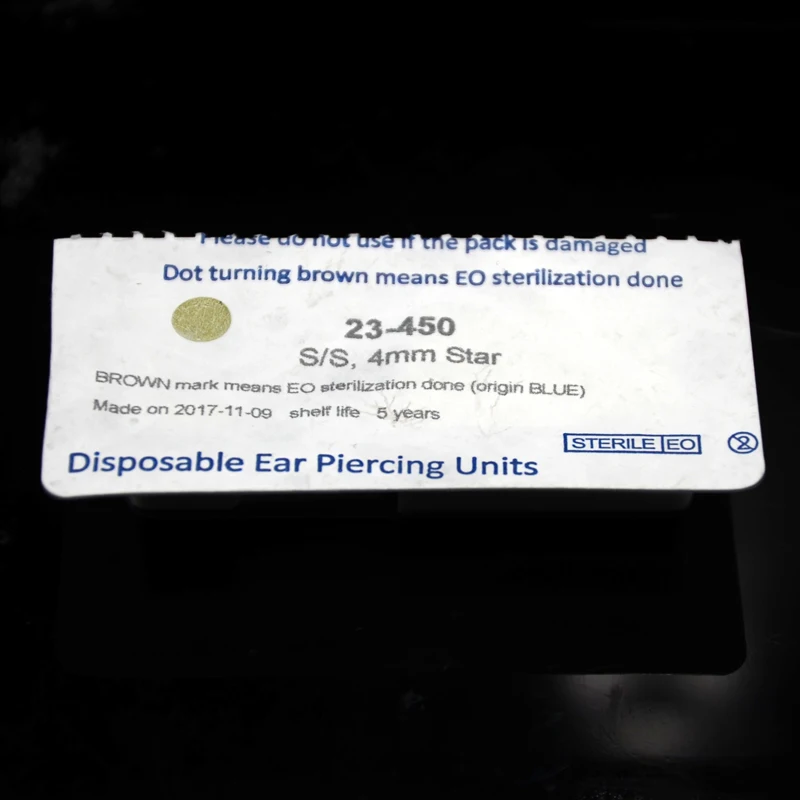 Please do not use if the pack is damaged
Dot turning brown means EO sterilization done
23-450
S/S, 4mm Star
BROWN mark means EO sterilization done (origin BLUE)
Made on 2017-11-09 shelf life 5 years
STERILE EO
2
Disposable Ear Piercing Units